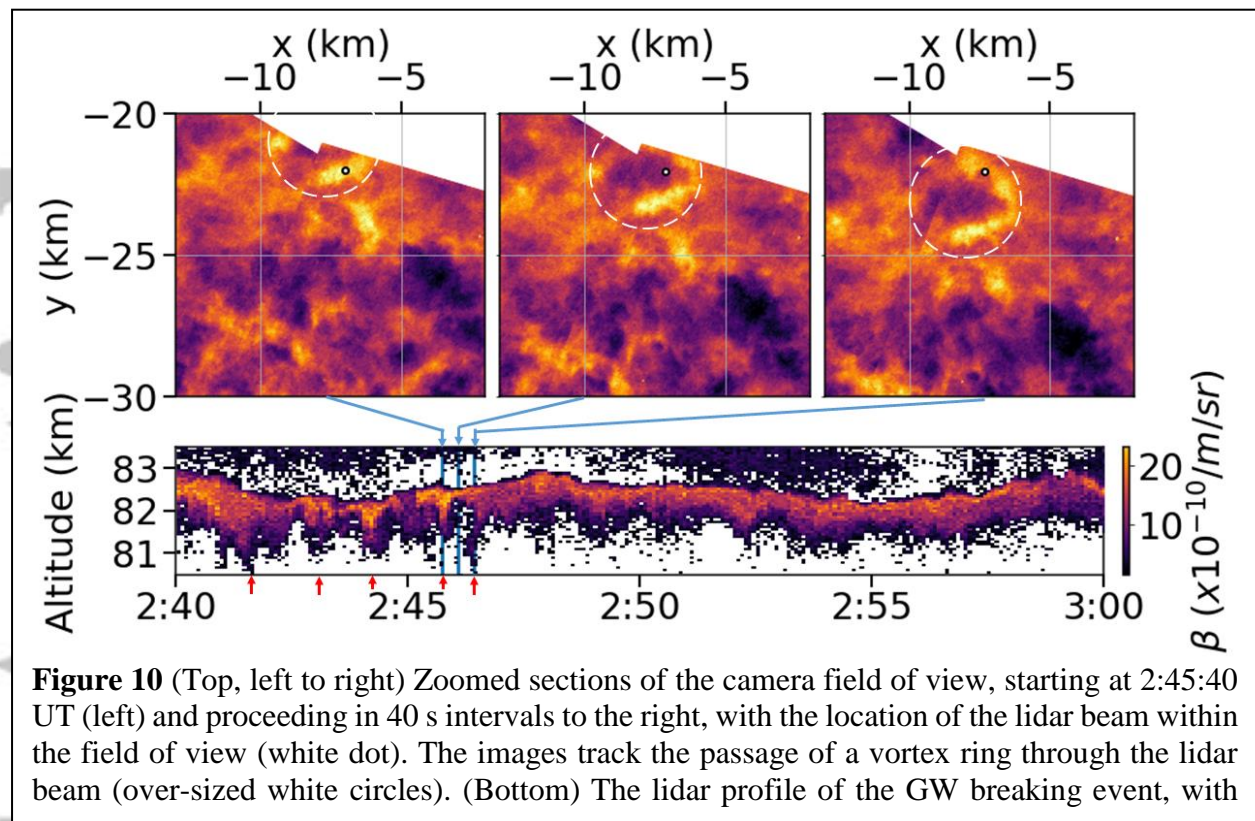 x (km) x (km) x (km)
−10 −5 −10 −5 −10 −5
−20
−25
−30
y (km)
Altitude (km)
83
82
81
2:40 2:45 2:50 2:55 3:00
20
10
β (x10⁻¹⁰/m/sr)
Figure 10 (Top, left to right) Zoomed sections of the camera field of view, starting at 2:45:40
UT (left) and proceeding in 40 s intervals to the right, with the location of the lidar beam within
the field of view (white dot). The images track the passage of a vortex ring through the lidar
beam (over-sized white circles). (Bottom) The lidar profile of the GW breaking event, with